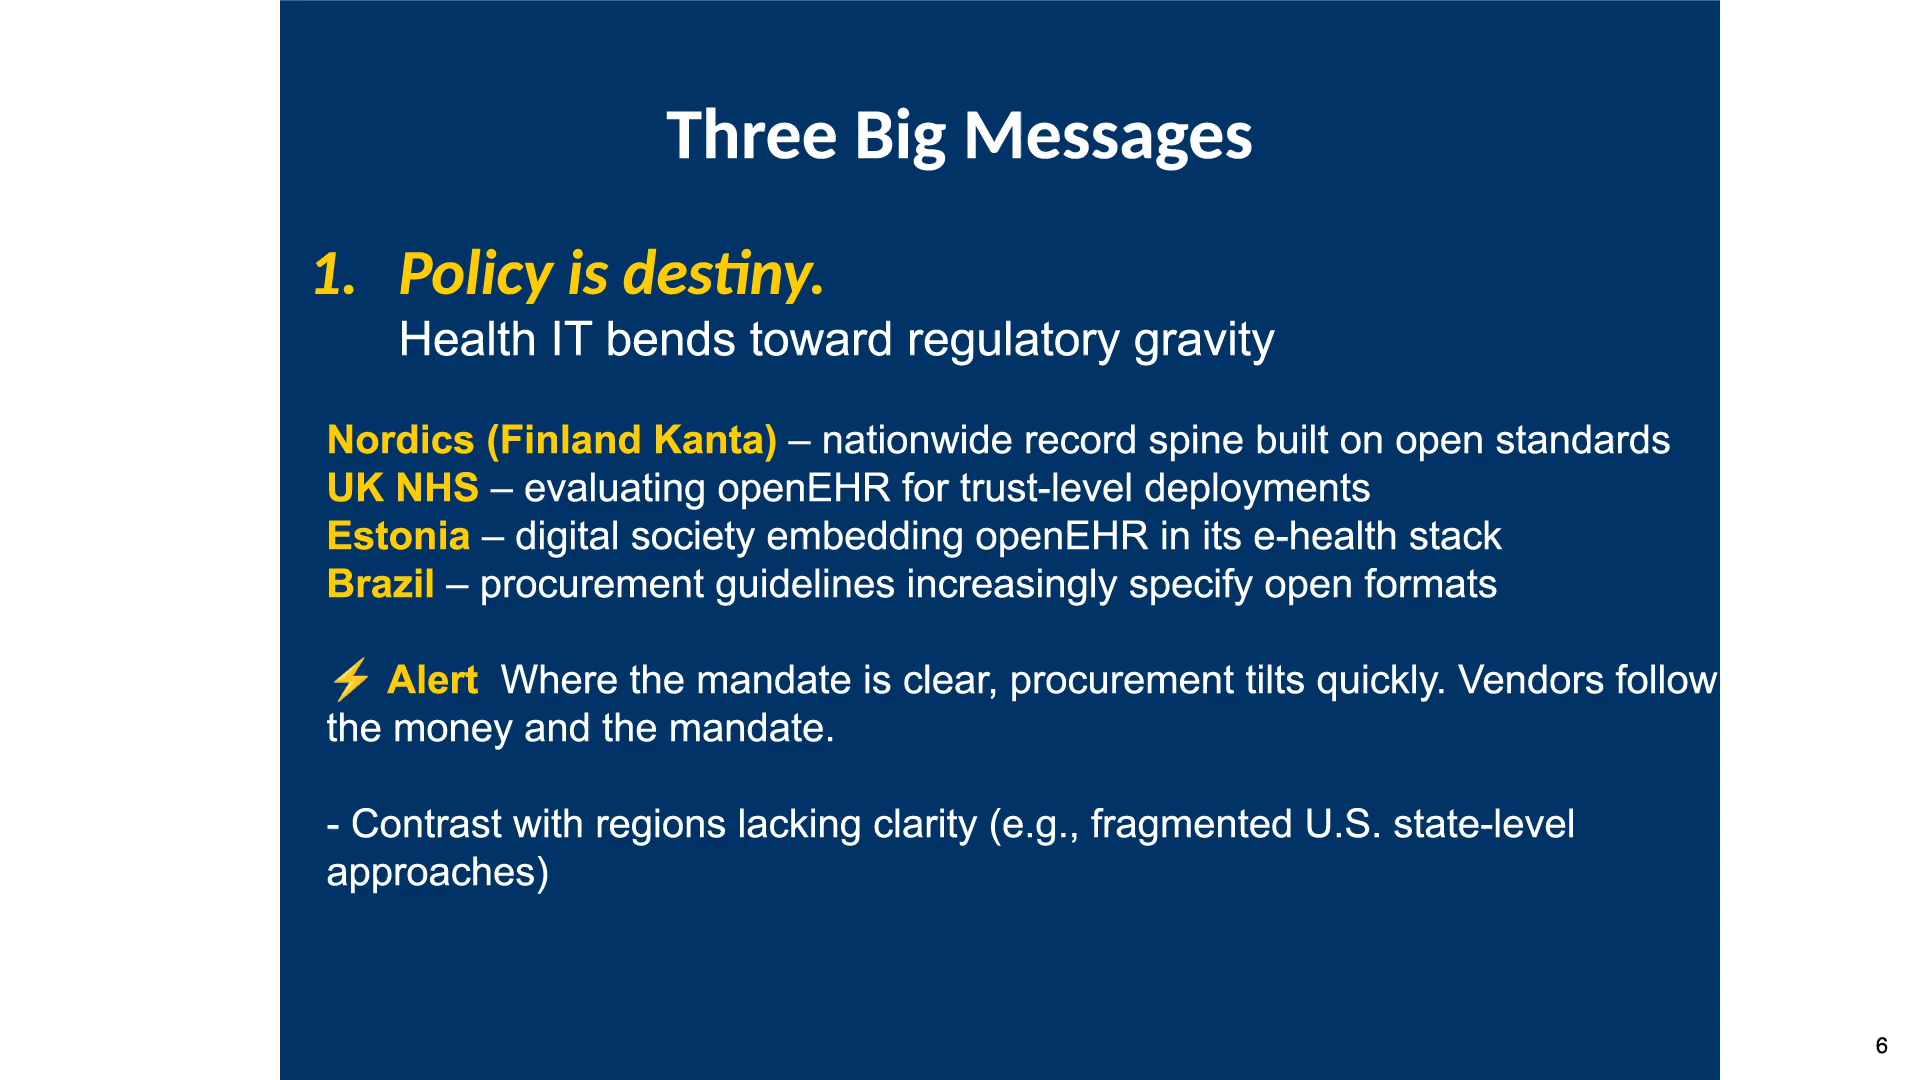 Three Big Messages
1. Policy is destiny.
Health IT bends toward regulatory gravity
Nordics (Finland Kanta) – nationwide record spine built on open standards
UK NHS – evaluating openEHR for trust-level deployments
Estonia – digital society embedding openEHR in its e-health stack
Brazil – procurement guidelines increasingly specify open formats
⚡ Alert  Where the mandate is clear, procurement tilts quickly. Vendors follow
the money and the mandate.
- Contrast with regions lacking clarity (e.g., fragmented U.S. state-level
approaches)
6